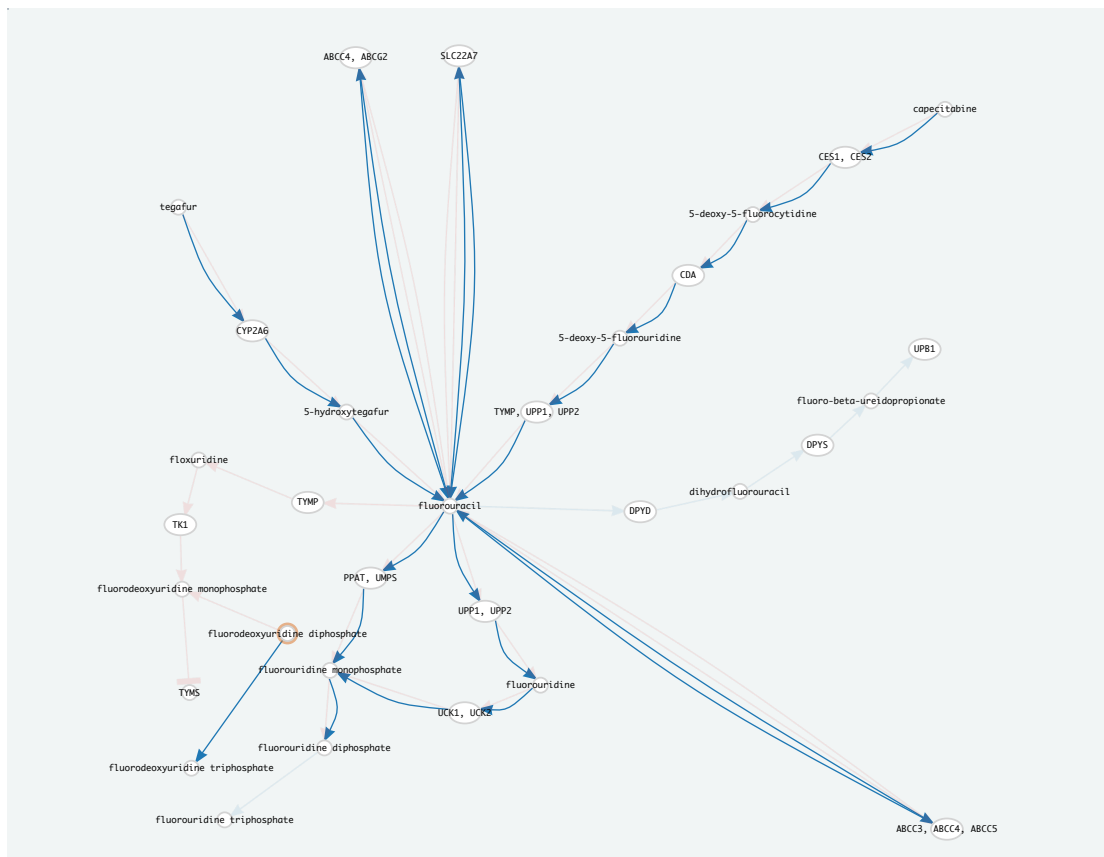 ABCC4, ABCG2
SLC22A7
capecitabine
CES1, CES2
tegafur
5-deoxy-5-fluorocytidine
CDA
CYP2A6
5-deoxy-5-fluorouridine
UPB1
fluoro-beta-ureidopropionate
5-hydroxytegafur
TYMP, UPP1, UPP2
DPYS
floxuridine
dihydrofluorouracil
TYMP
fluorouracil
DPYD
TK1
PPAT, UMPS
fluorodeoxyuridine monophosphate
UPP1, UPP2
fluorodeoxyuridine diphosphate
fluorouridine monophosphate
fluorouridine
TYMS
UCK1, UCK2
fluorouridine diphosphate
fluorodeoxyuridine triphosphate
fluorouridine triphosphate
ABCC3, ABCC4, ABCC5